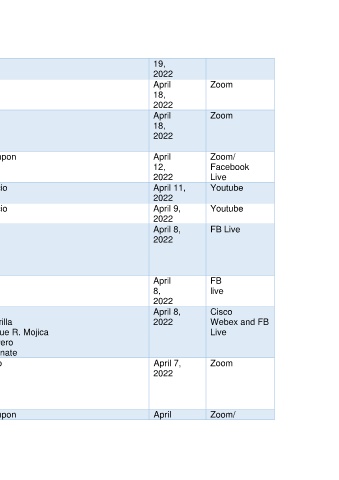 19,
2022
April Zoom
18,
2022
April Zoom
18,
2022
upon April Zoom/
12, Facebook
2022 Live
io April 11, Youtube
2022
io April 9, Youtube
2022
April 8, FB Live
2022
April FB
8, live
2022
April 8, Cisco
rilla 2022 Webex and FB
ue R. Mojica Live
ero
nate
o April 7, Zoom
2022
upon April Zoom/